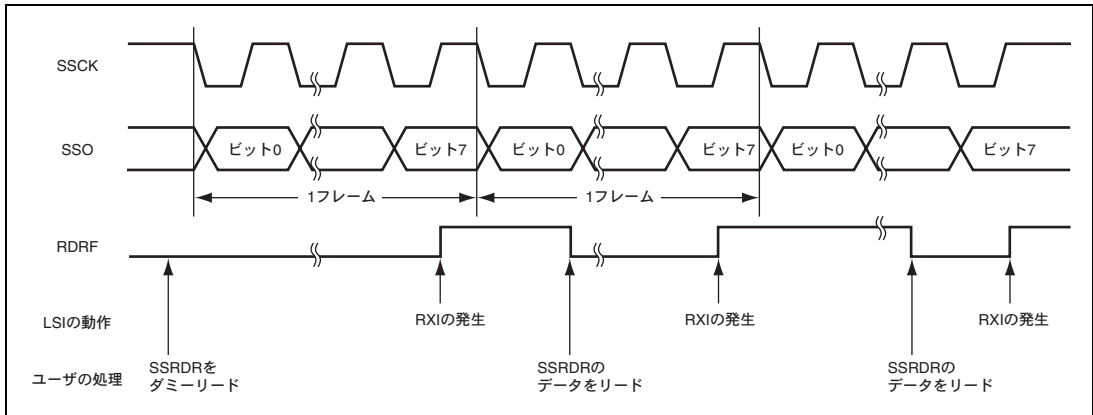 SSCK
SSO
ビット0
ビット7
ビット0
ビット7
ビット0
ビット7
1フレーム
1フレーム
RDRF
LSIの動作
RXIの発生
RXIの発生
RXIの発生
ユーザの処理
SSRDRを
ダミーリード
SSRDRの
データをリード
SSRDRの
データをリード